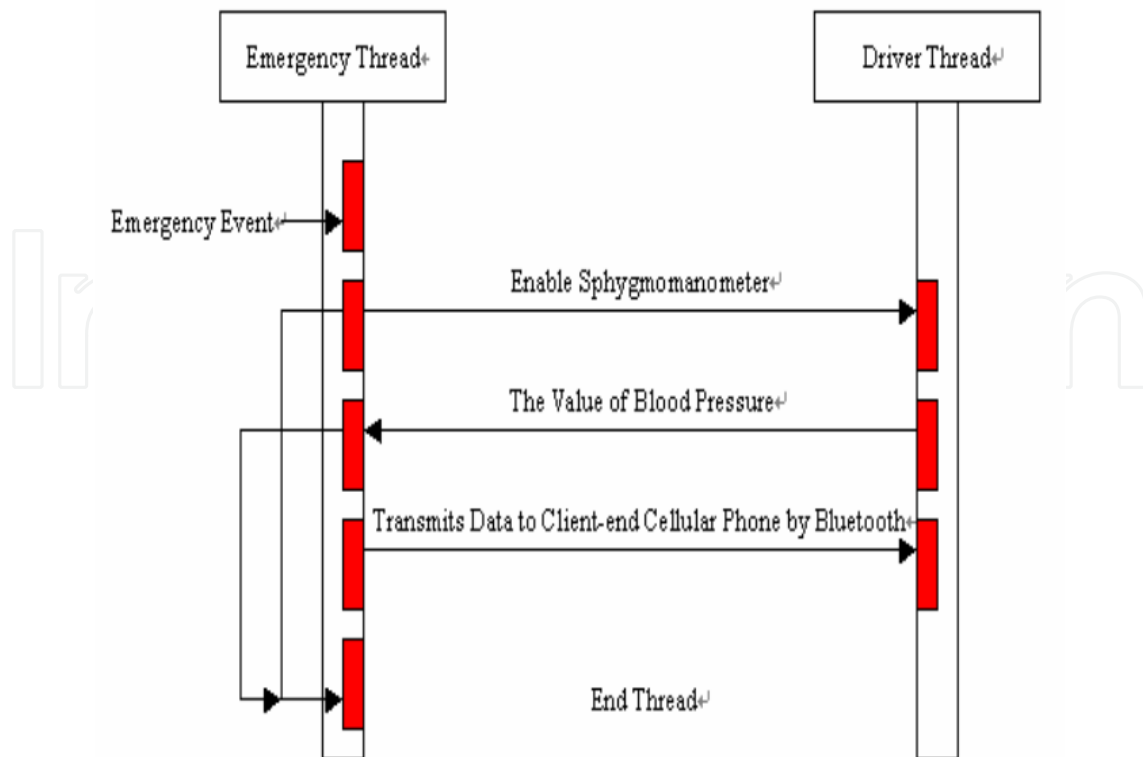 Emergency Thread↵
Driver Thread↵
Emergency Event↵
Enable Sphygmomanometer↵
The Value of Blood Pressure↵
Transmits Data to Client-end Cellular Phone by Bluetooth↵
End Thread↵